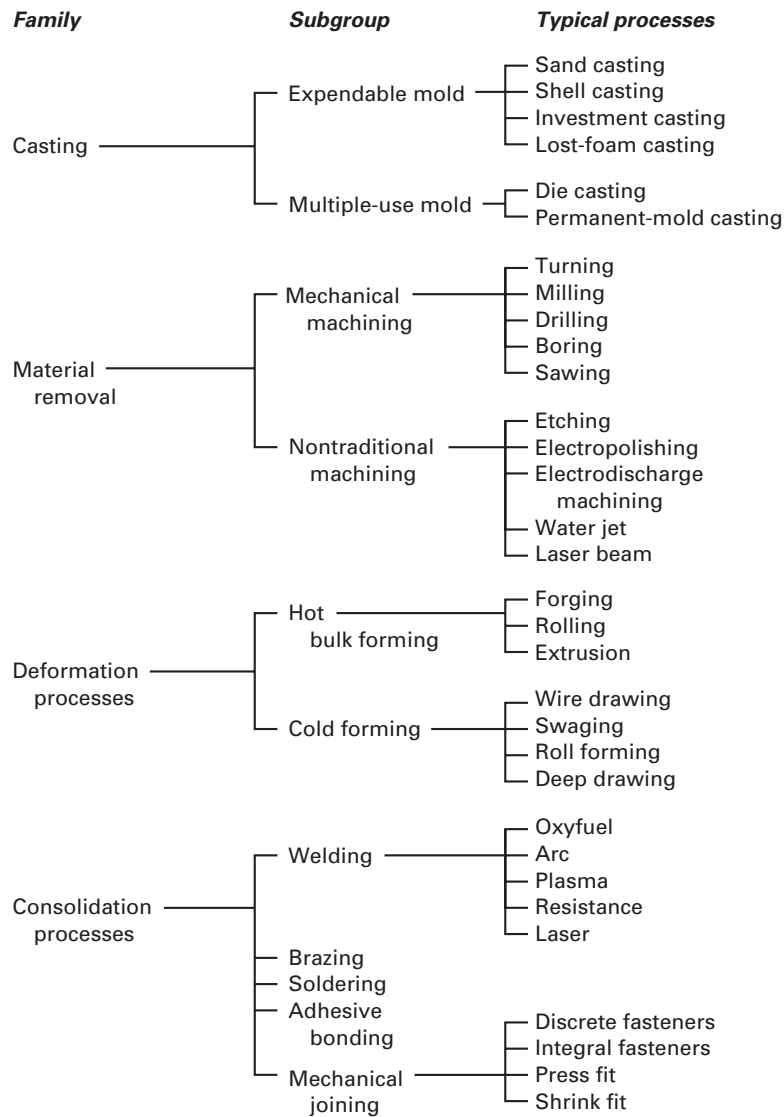 Family Subgroup Typical processes
Sand casting
Expendable mold Shell casting
Investment casting
Casting Lost-foam casting
Multiple-use mold Die casting
Permanent-mold casting
Turning
Mechanical Milling
machining Drilling
Boring
Material Sawing
removal
Etching
Nontraditional Electropolishing
machining Electrodischarge
machining
Water jet
Laser beam
Forging
Hot Rolling
bulk forming Extrusion
Deformation
processes Wire drawing
Cold forming Swaging
Roll forming
Deep drawing
Oxyfuel
Welding Arc
Plasma
Consolidation Resistance
processes Laser
Brazing
Soldering
Adhesive Discrete fasteners
bonding Integral fasteners
Mechanical Press fit
joining Shrink fit